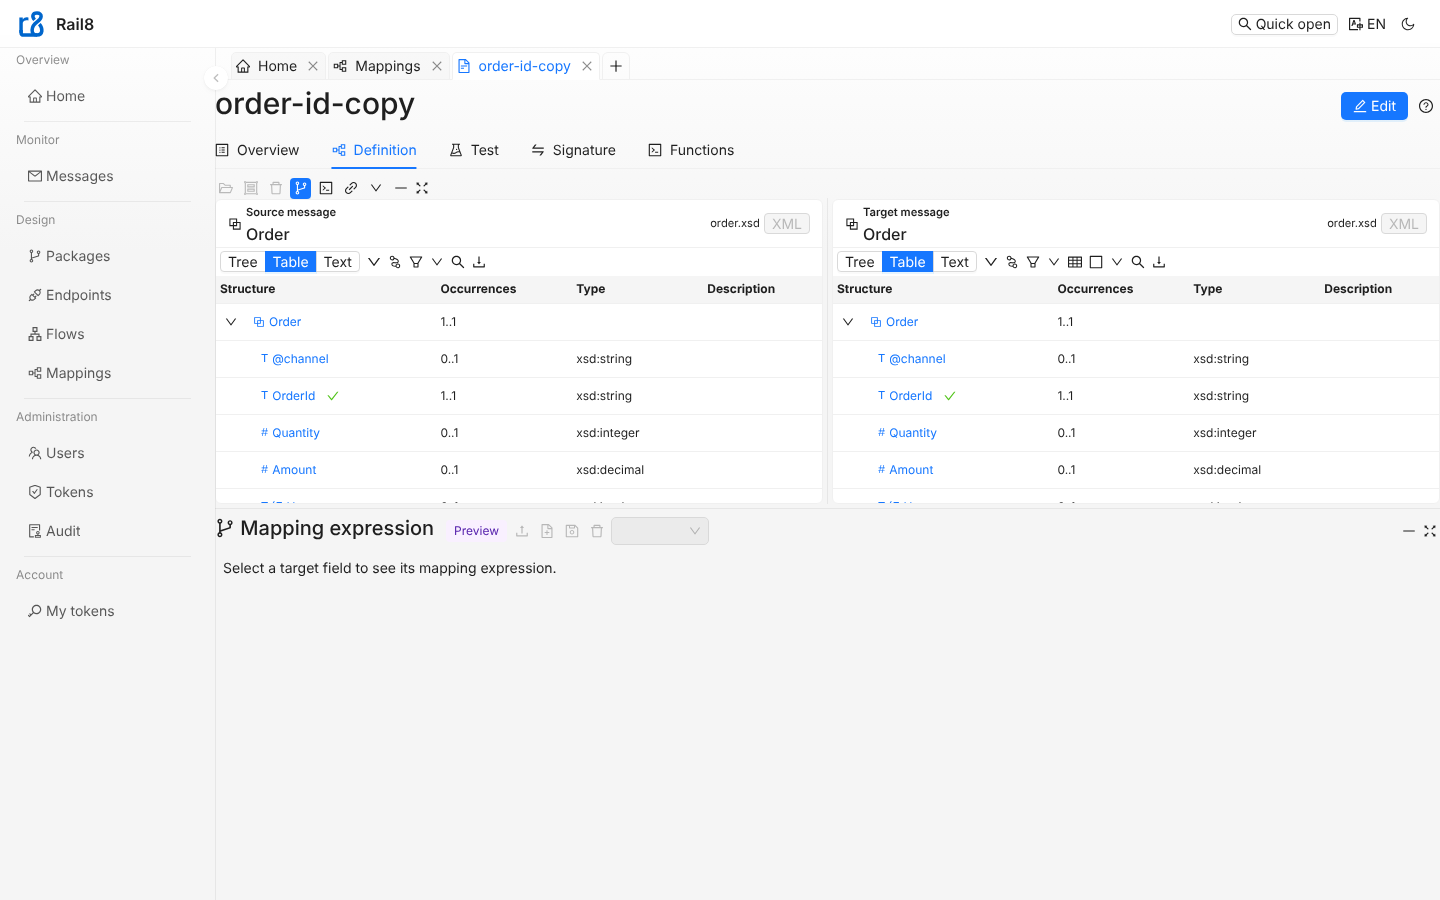 Rail8
Quick open
EN
Overview
Home
Monitor
Messages
Design
Packages
Endpoints
Flows
Mappings
Administration
Users
Tokens
Audit
Account
My tokens
Home
Mappings
order-id-copy
order-id-copy
Edit
Overview
Definition
Test
Signature
Functions
Source message
Order
order.xsd
XML
Tree
Table
Text
Structure
Occurrences
Type
Description
Order
1..1
@channel
0..1
xsd:string
OrderId
1..1
xsd:string
Quantity
0..1
xsd:integer
Amount
0..1
xsd:decimal
Target message
Order
order.xsd
XML
Tree
Table
Text
Structure
Occurrences
Type
Description
Order
1..1
@channel
0..1
xsd:string
OrderId
1..1
xsd:string
Quantity
0..1
xsd:integer
Amount
0..1
xsd:decimal
Mapping expression
Preview
Select a target field to see its mapping expression.